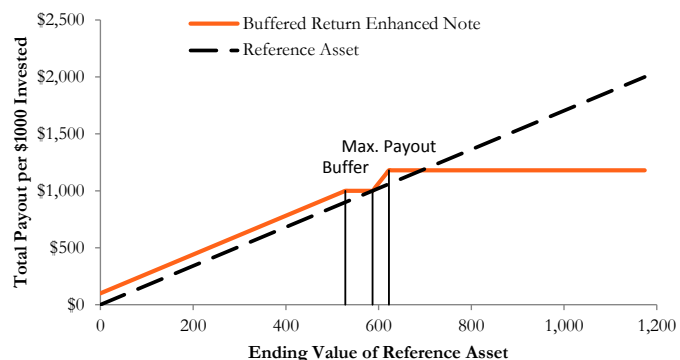 $2,500
Buffered Return Enhanced Note
Reference Asset
$2,000
$1,500
Max. Payout
Buffer
$1,000
$500
$0
0 200 400 600 800 1,000 1,200
Total Payout per $1000 Invested
Ending Value of Reference Asset